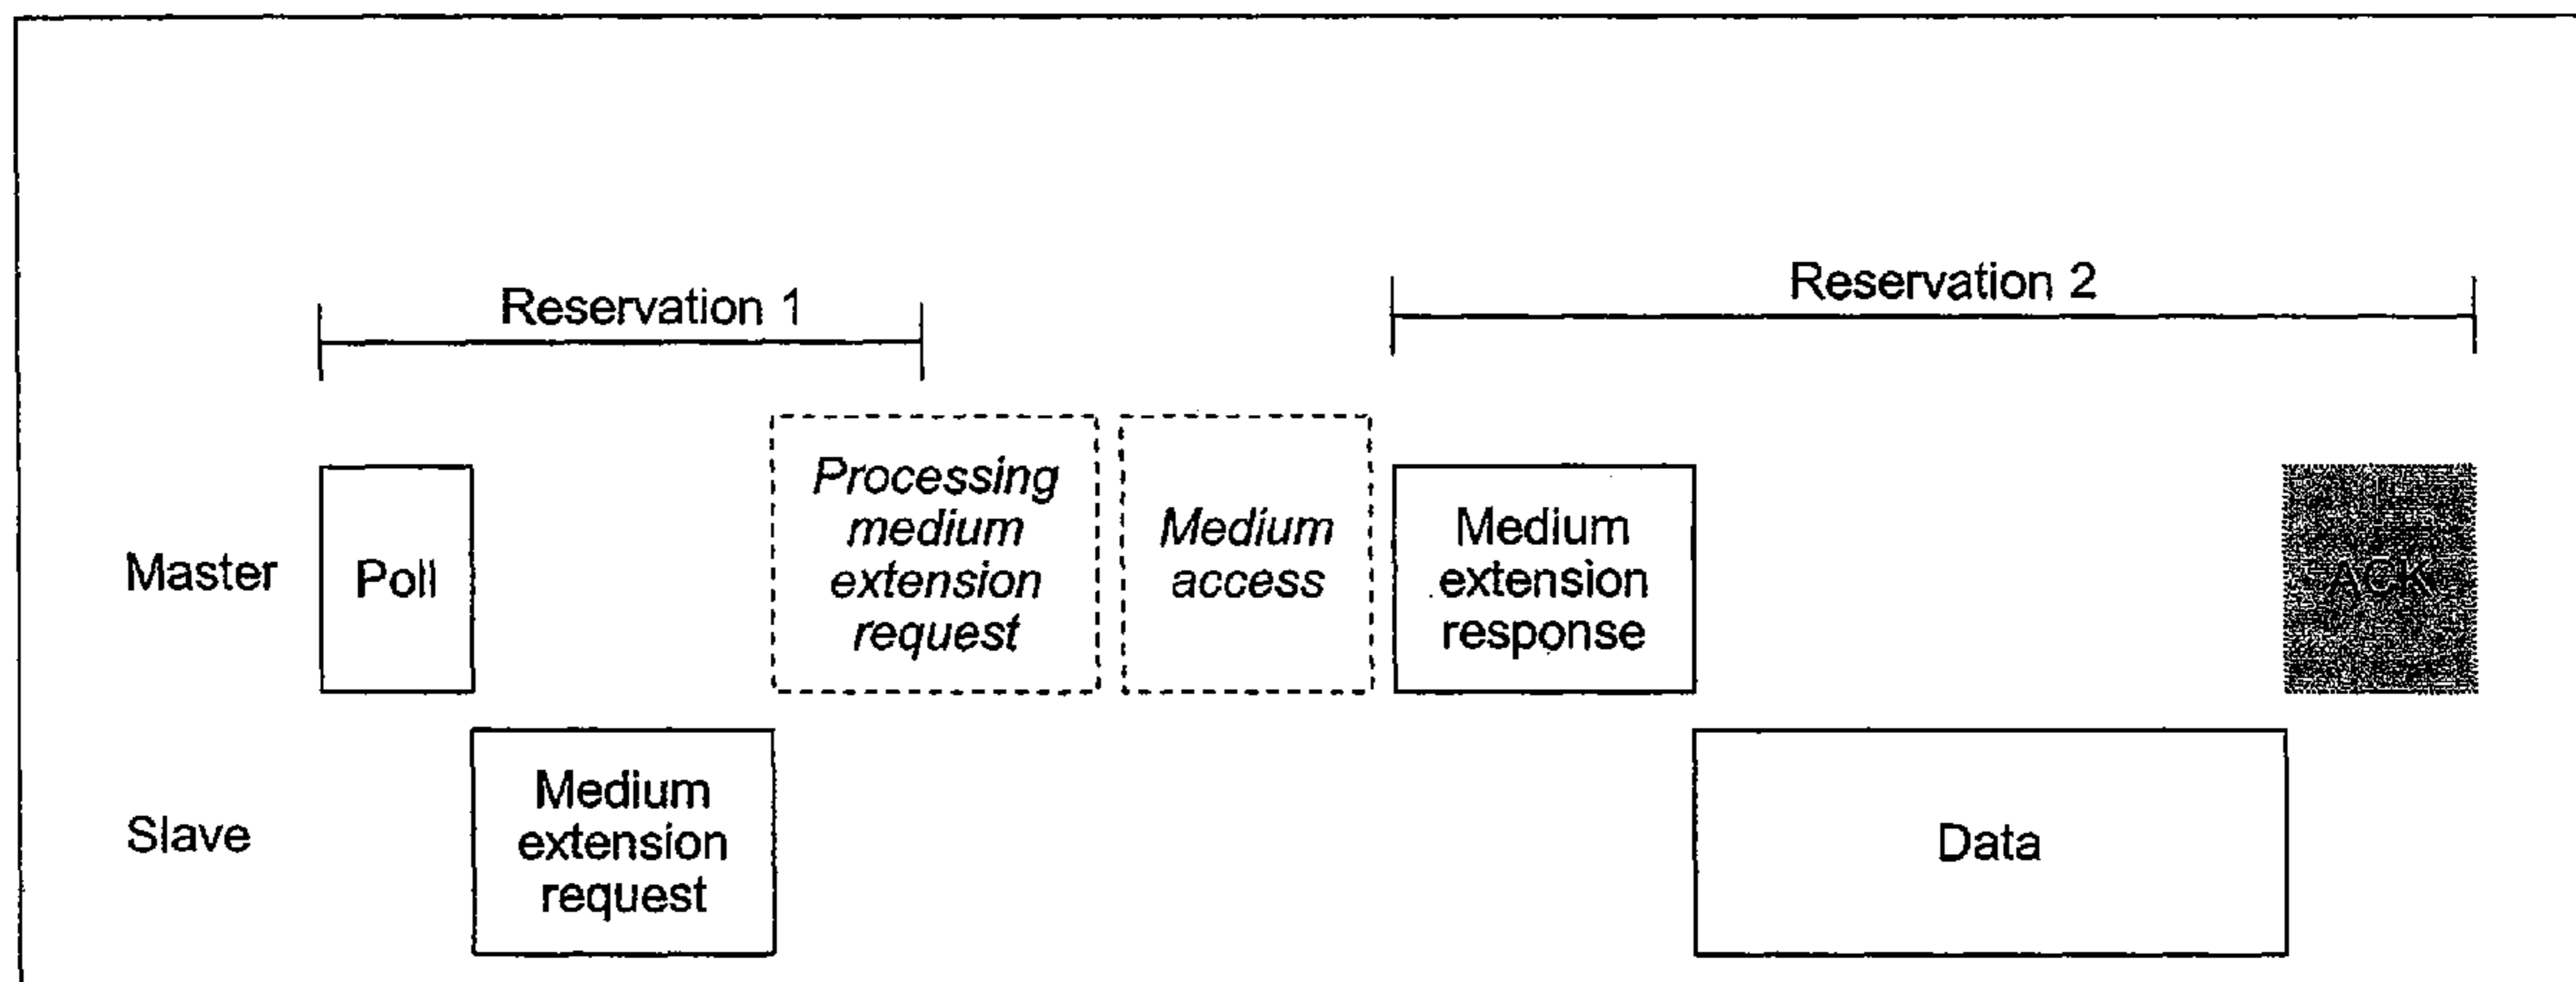 Reservation 1
Reservation 2
Master
Poll
Processing
medium
extension
request
Medium
access
Medium
extension
response
ACK
Slave
Medium
extension
request
Data